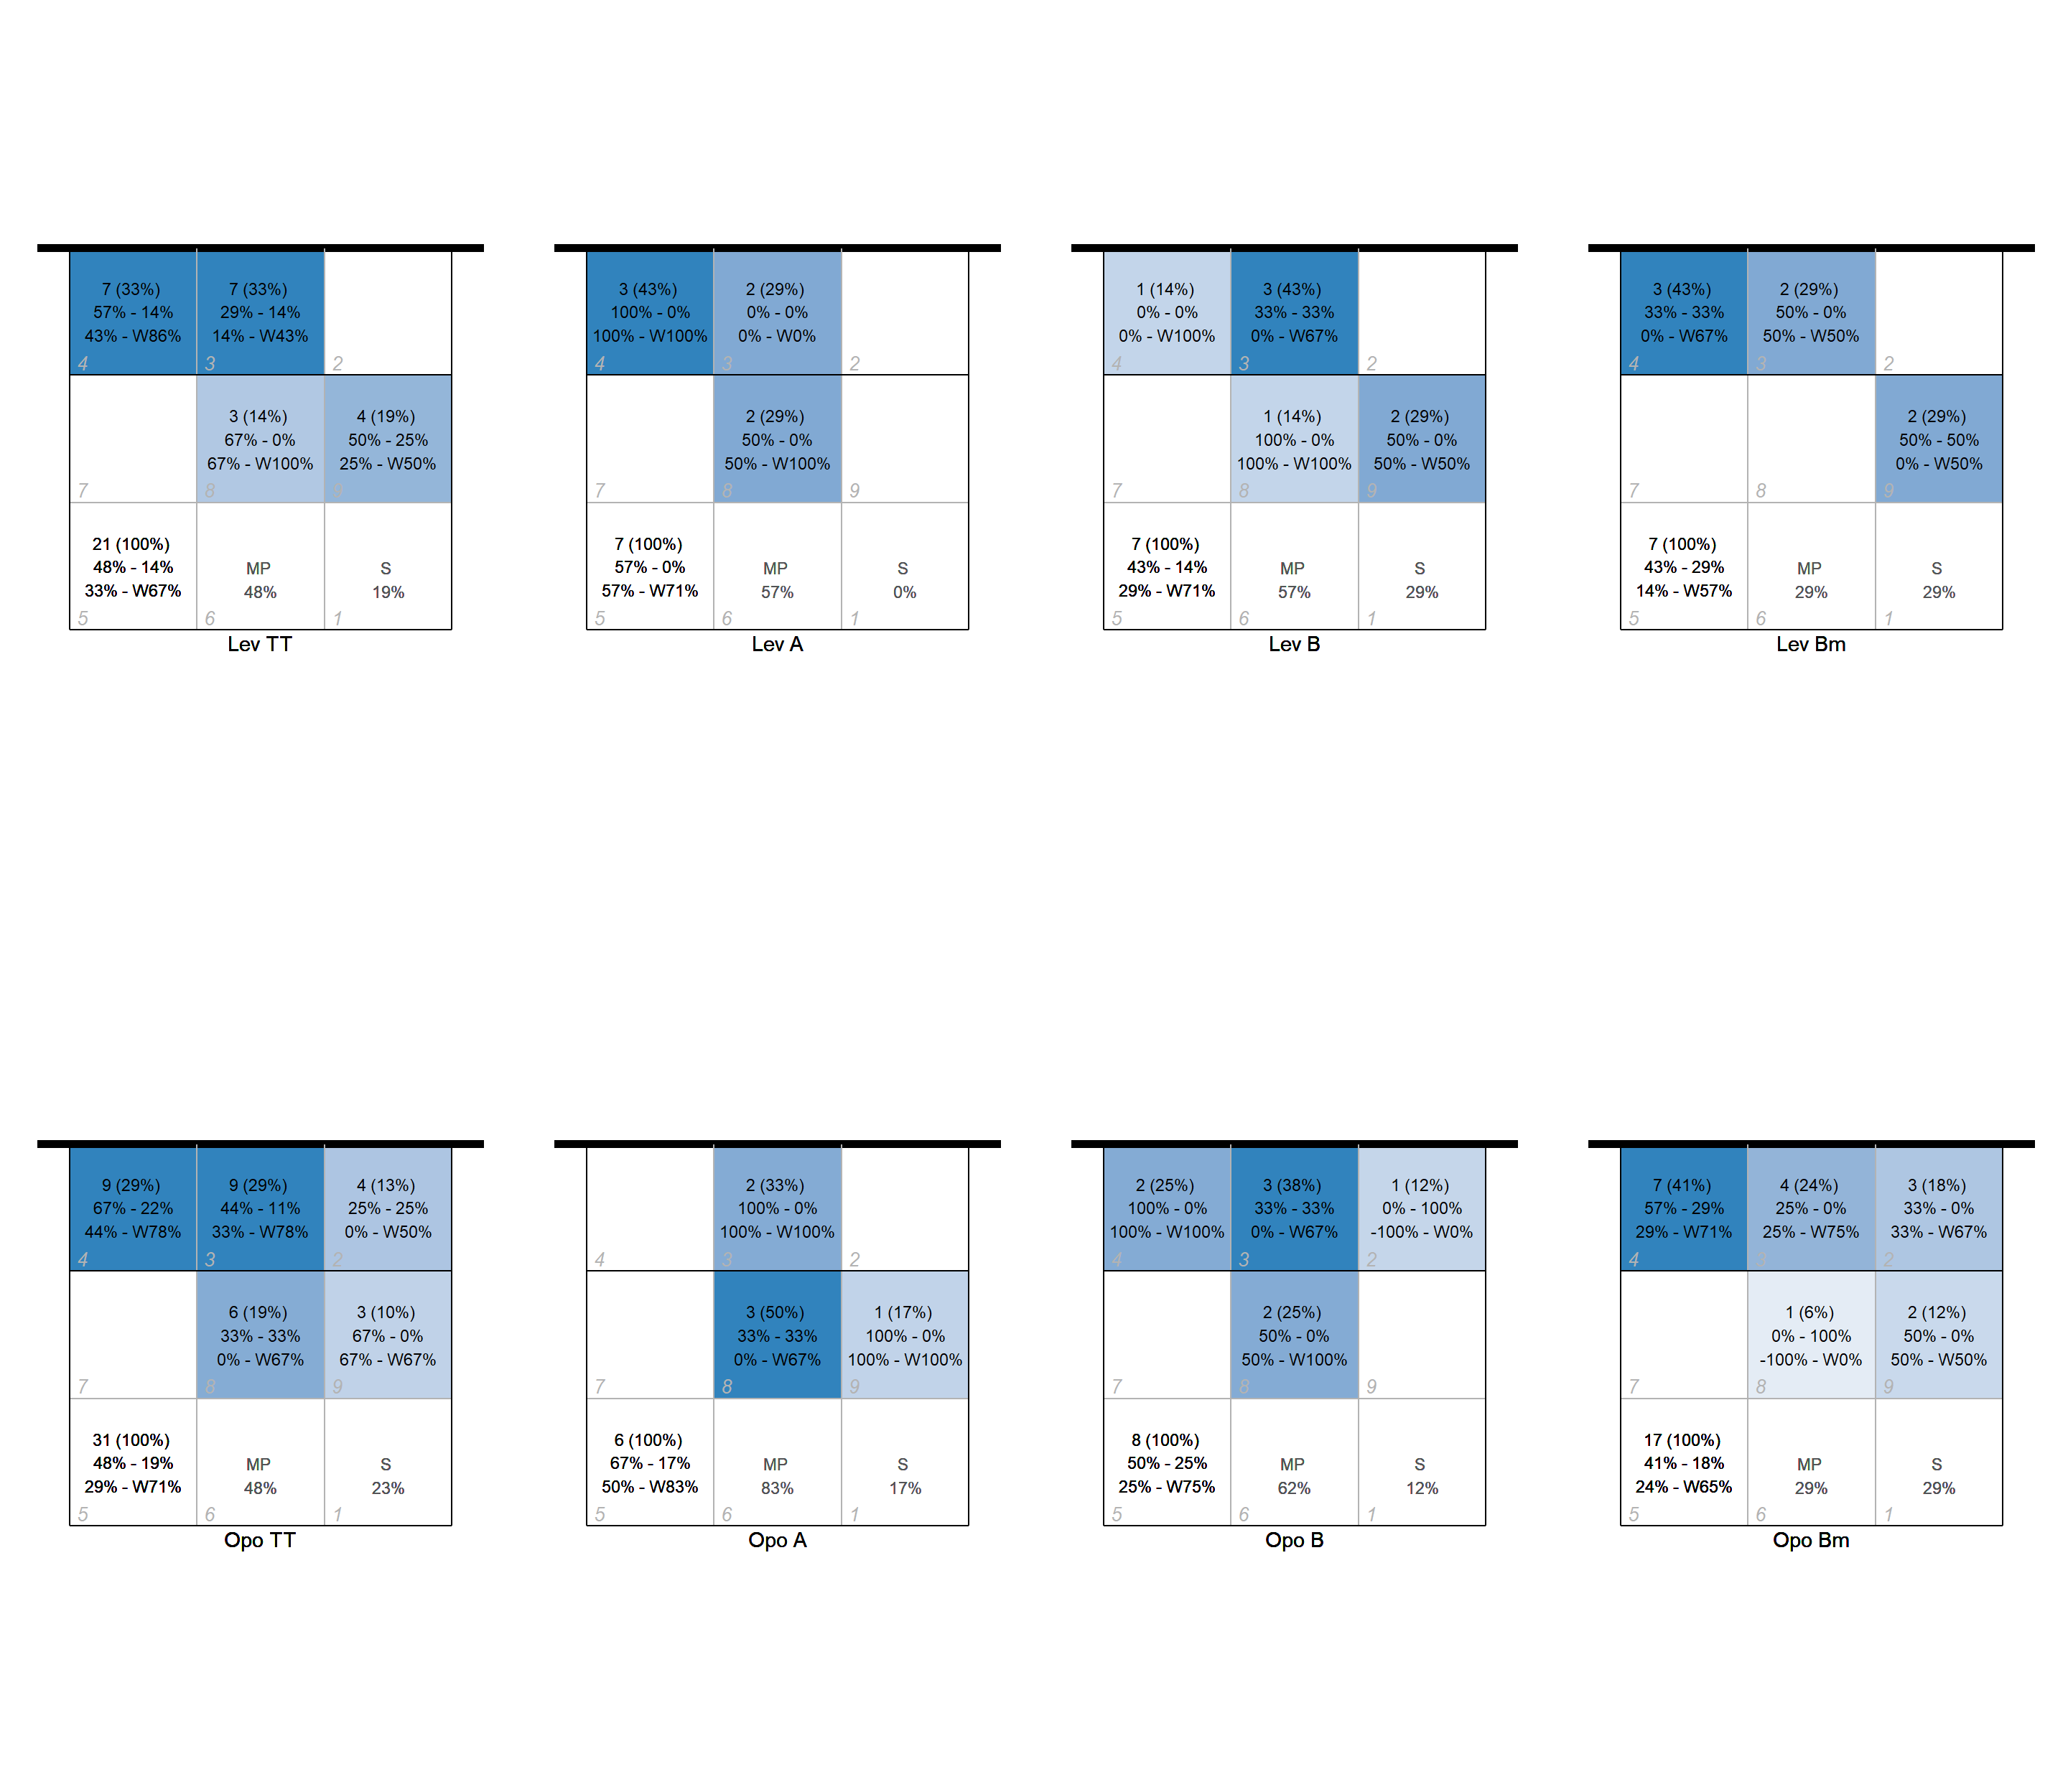 7 (33%)
57% - 14%
43% - W86%
4
7 (33%)
29% - 14%
14% - W43%
3
2
7
3 (14%)
67% - 0%
67% - W100%
8
4 (19%)
50% - 25%
25% - W50%
9
21 (100%)
48% - 14%
33% - W67%
5
MP
48%
6
S
19%
1
Lev TT
3 (43%)
100% - 0%
100% - W100%
4
2 (29%)
0% - 0%
0% - W0%
3
2
7
2 (29%)
50% - 0%
50% - W100%
8
9
7 (100%)
57% - 0%
57% - W71%
5
MP
57%
6
S
0%
1
Lev A
1 (14%)
0% - 0%
0% - W100%
4
3 (43%)
33% - 33%
0% - W67%
3
2
7
1 (14%)
100% - 0%
100% - W100%
8
2 (29%)
50% - 0%
50% - W50%
9
7 (100%)
43% - 14%
29% - W71%
5
MP
57%
6
S
29%
1
Lev B
3 (43%)
33% - 33%
0% - W67%
4
2 (29%)
50% - 0%
50% - W50%
3
2
7
8
2 (29%)
50% - 50%
0% - W50%
9
7 (100%)
43% - 29%
14% - W57%
5
MP
29%
6
S
29%
1
Lev Bm
9 (29%)
67% - 22%
44% - W78%
4
9 (29%)
44% - 11%
33% - W78%
3
4 (13%)
25% - 25%
0% - W50%
2
7
6 (19%)
33% - 33%
0% - W67%
8
3 (10%)
67% - 0%
67% - W67%
9
31 (100%)
48% - 19%
29% - W71%
5
MP
48%
6
S
23%
1
Opo TT
4
2 (33%)
100% - 0%
100% - W100%
3
2
7
3 (50%)
33% - 33%
0% - W67%
8
1 (17%)
100% - 0%
100% - W100%
9
6 (100%)
67% - 17%
50% - W83%
5
MP
83%
6
S
17%
1
Opo A
2 (25%)
100% - 0%
100% - W100%
4
3 (38%)
33% - 33%
0% - W67%
3
1 (12%)
0% - 100%
-100% - W0%
2
7
2 (25%)
50% - 0%
50% - W100%
8
9
8 (100%)
50% - 25%
25% - W75%
5
MP
62%
6
S
12%
1
Opo B
7 (41%)
57% - 29%
29% - W71%
4
4 (24%)
25% - 0%
25% - W75%
3
3 (18%)
33% - 0%
33% - W67%
2
7
1 (6%)
0% - 100%
-100% - W0%
8
2 (12%)
50% - 0%
50% - W50%
9
17 (100%)
41% - 18%
24% - W65%
5
MP
29%
6
S
29%
1
Opo Bm